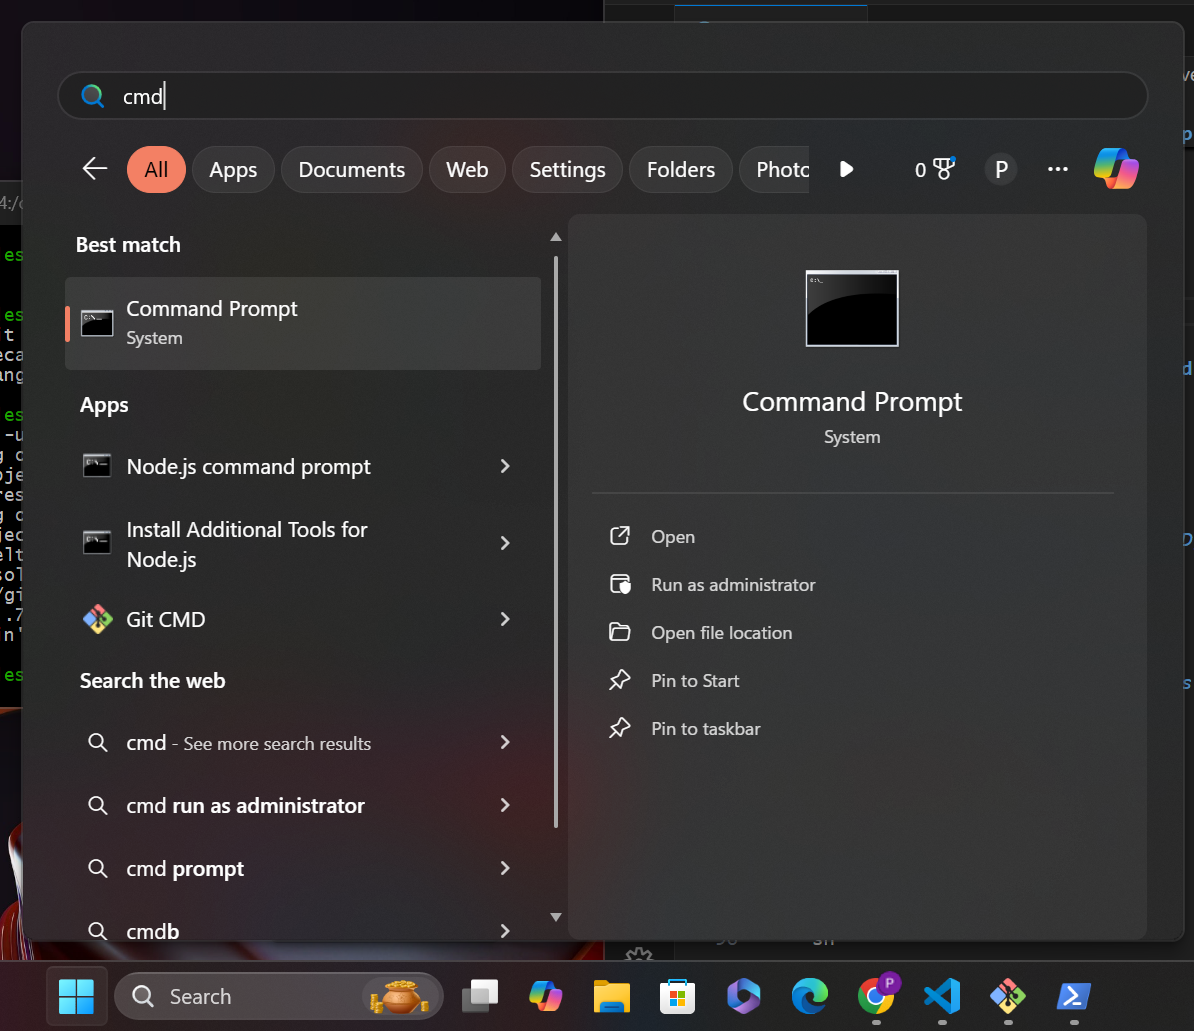 cmd
All
Apps
Documents
Web
Settings
Folders
Photo
0
P
Best match
Command Prompt
System
Apps
Node.js command prompt
Install Additional Tools for
Node.js
Git CMD
Search the web
cmd - See more search results
cmd run as administrator
cmd prompt
cmdb
C:\_
Command Prompt
System
Open
Run as administrator
Open file location
Pin to Start
Pin to taskbar
Search
P